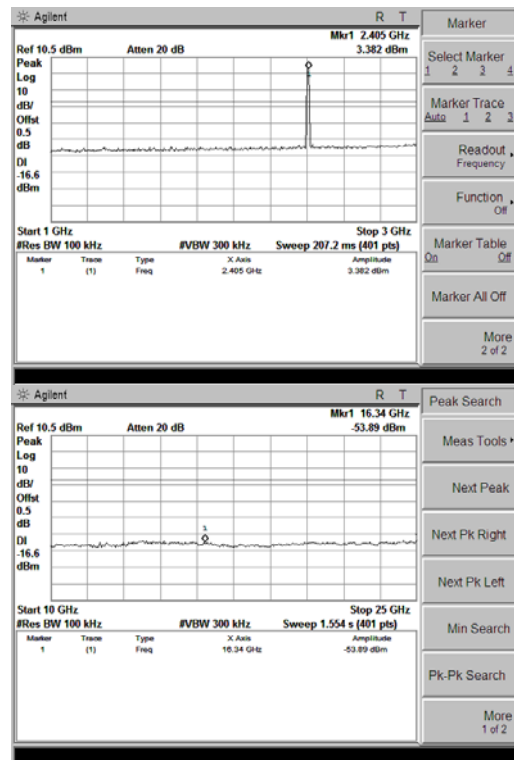 Agilent R T
Mkr1 2.405 GHz
Ref 10.5 dBm Atten 20 dB 3.382 dBm
Peak
Log
10
dB/
Offst
0.5
dB
DI
-16.6
dBm
1
Start 1 GHz Stop 3 GHz
#Res BW 100 kHz #VBW 300 kHz Sweep 207.2 ms (401 pts)
Marker Trace Type X Axis Amplitude
1 (1) Freq 2.405 GHz 3.382 dBm
Marker
Select Marker
1 2 3 4
Marker Trace
Auto 1 2 3
Readout
Frequency
Function
Off
Marker Table
On Off
Marker All Off
More
2 of 2
Agilent R T
Mkr1 16.34 GHz
Ref 10.5 dBm Atten 20 dB -53.89 dBm
Peak
Log
10
dB/
Offst
0.5
dB
DI
-16.6
dBm
1
Start 10 GHz Stop 25 GHz
#Res BW 100 kHz #VBW 300 kHz Sweep 1.554 s (401 pts)
Marker Trace Type X Axis Amplitude
1 (1) Freq 16.34 GHz -53.89 dBm
Peak Search
Meas Tools
Next Peak
Next Pk Right
Next Pk Left
Min Search
Pk-Pk Search
More
1 of 2